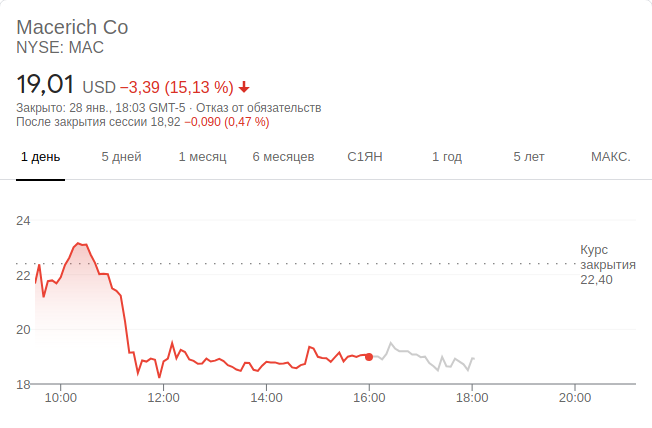 Macerich Co
NYSE: MAC
19,01 USD −3,39 (15,13 %)
Закрыто: 28 янв., 18:03 GMT-5 · Отказ от обязательств
После закрытия сессии 18,92 −0,090 (0,47 %)
1 день 5 дней 1 месяц 6 месяцев С1ЯН 1 год 5 лет МАКС.
24
Курс
закрытия
22,40
22
20
18
10:00 12:00 14:00 16:00 18:00 20:00